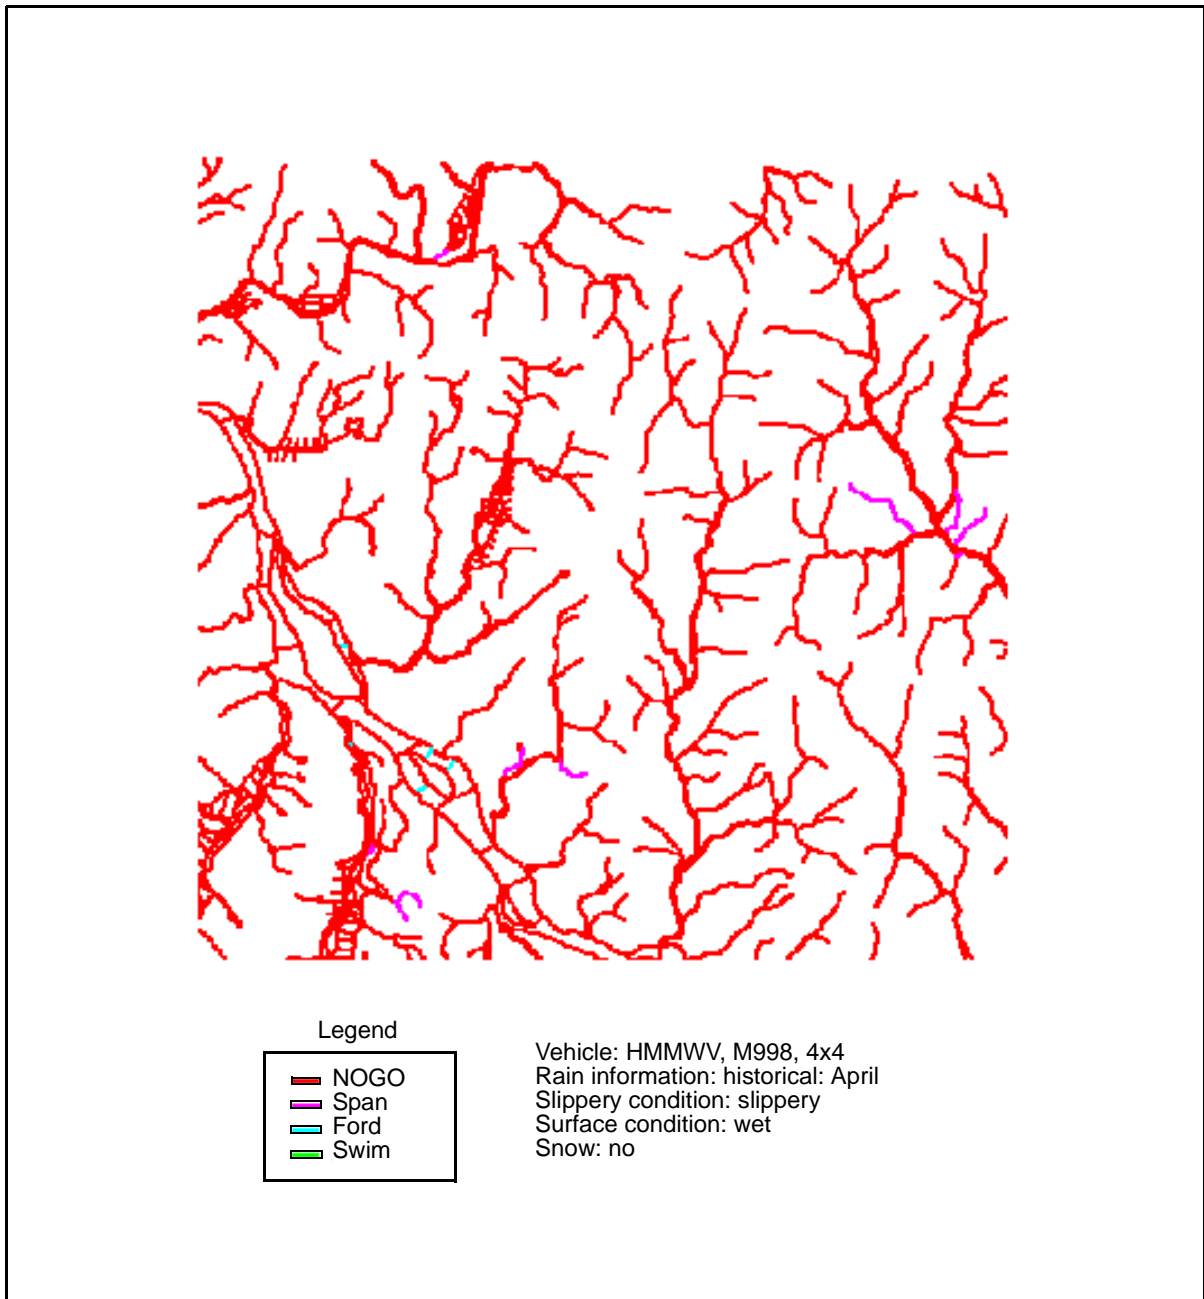 Legend
NOGO
Span
Ford
Swim
Vehicle: HMMWV, M998, 4x4
Rain information: historical: April
Slippery condition: slippery
Surface condition: wet
Snow: no